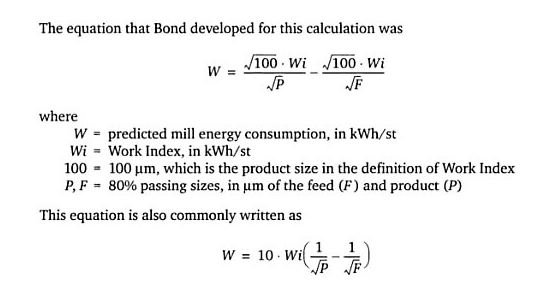 The equation that Bond developed for this calculation was
W = √100 · Wi / √P − √100 · Wi / √F
where
W = predicted mill energy consumption, in kWh/st
Wi = Work Index, in kWh/st
100 = 100 μm, which is the product size in the definition of Work Index
P, F = 80% passing sizes, in μm of the feed (F) and product (P)
This equation is also commonly written as
W = 10 · Wi(1/√P − 1/√F)